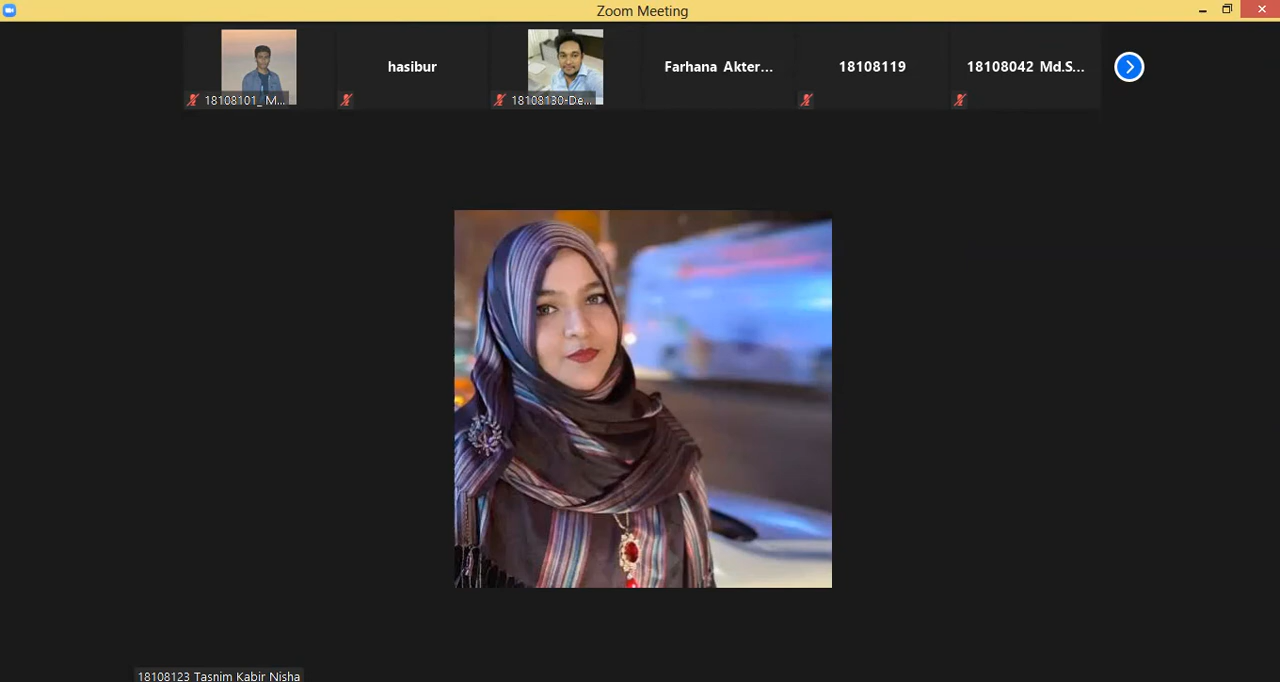 Zoom Meeting
hasibur
Farhana Akter...
18108119
18108042 Md.S...
18108101_ M...
18108130-De...
18108123 Tasnim Kabir Nisha